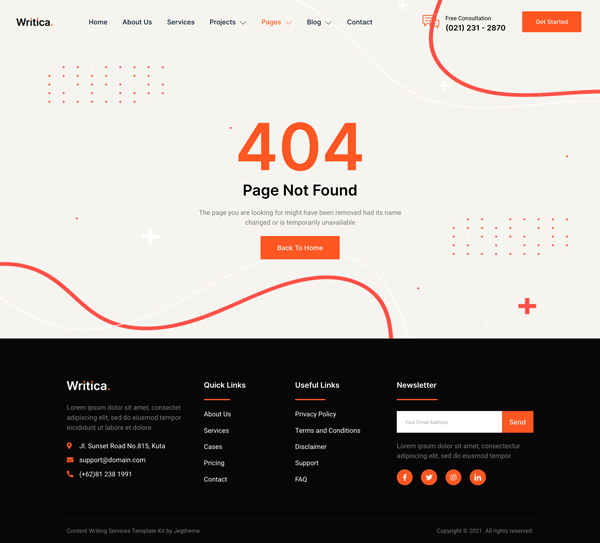 Writica.
Home
About Us
Services
Projects
Pages
Blog
Contact
Free Consultation
(021) 231 - 2870
Get Started
404
Page Not Found
The page you are looking for might have been removed had its name
changed or is temporarily unavailable
Back To Home
Writica.
Lorem ipsum dolor sit amet, consectet
adipiscing elit, sed do eiusmod tempor
incididunt ut labore et dolore
Jl. Sunset Road No.815, Kuta
support@domain.com
(+62)81 238 1991
Quick Links
About Us
Services
Cases
Pricing
Contact
Useful Links
Privacy Policy
Terms and Conditions
Disclaimer
Support
FAQ
Newsletter
Your Email Address
Send
Lorem ipsum dolor sit amet, consectetur
adipiscing elit, sed do eiusmod tempor
Content Writing Services Template Kit by Jegtheme
Copyright © 2021. All rights reserved.